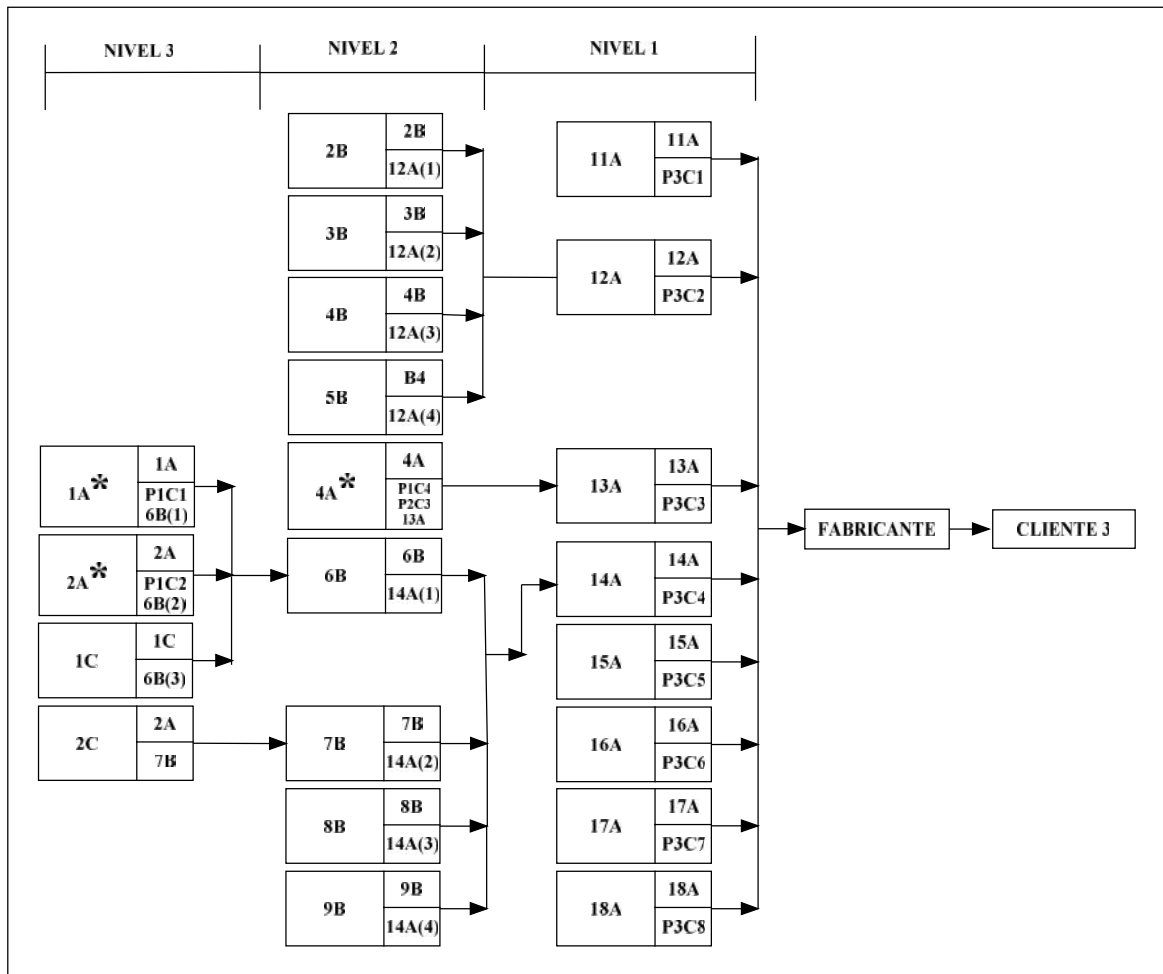 NIVEL 3
NIVEL 2
NIVEL 1
2B
2B
12A(1)
3B
3B
12A(2)
4B
4B
12A(3)
5B
B4
12A(4)
11A
11A
P3C1
12A
12A
P3C2
1A*
1A
P1C1
6B(1)
4A*
4A
P1C4
P2C3
13A
13A
13A
P3C3
FABRICANTE
CLIENTE 3
2A*
2A
P1C2
6B(2)
6B
6B
14A(1)
14A
14A
P3C4
1C
1C
6B(3)
15A
15A
P3C5
2C
2A
7B
7B
7B
14A(2)
16A
16A
P3C6
8B
8B
14A(3)
17A
17A
P3C7
9B
9B
14A(4)
18A
18A
P3C8